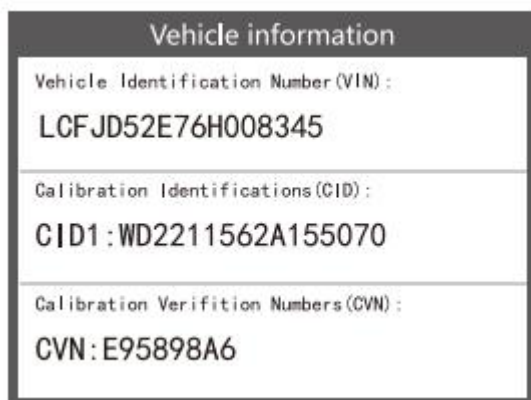 Vehicle information
Vehicle Identification Number(VIN):
LCFJD52E76H008345
Calibration Identifications(CID):
CID1:WD2211562A155070
Calibration Verifition Numbers(CVN):
CVN:E95898A6